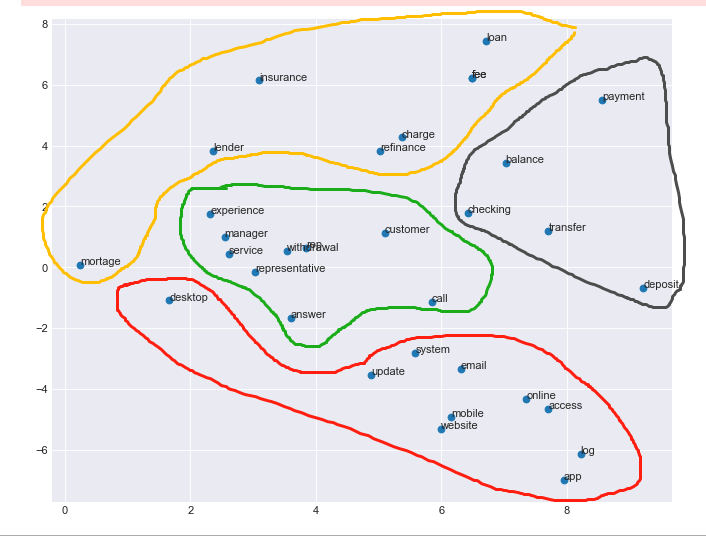 8
loan
insurance
fee
6
payment
charge
4
lender
refinance
balance
2
experience
checking
manager
customer
transfer
service
withdrawal
0
mortage
representative
deposit
desktop
call
answer
−2
system
update
email
−4
online
access
mobile
website
−6
log
app
0 2 4 6 8